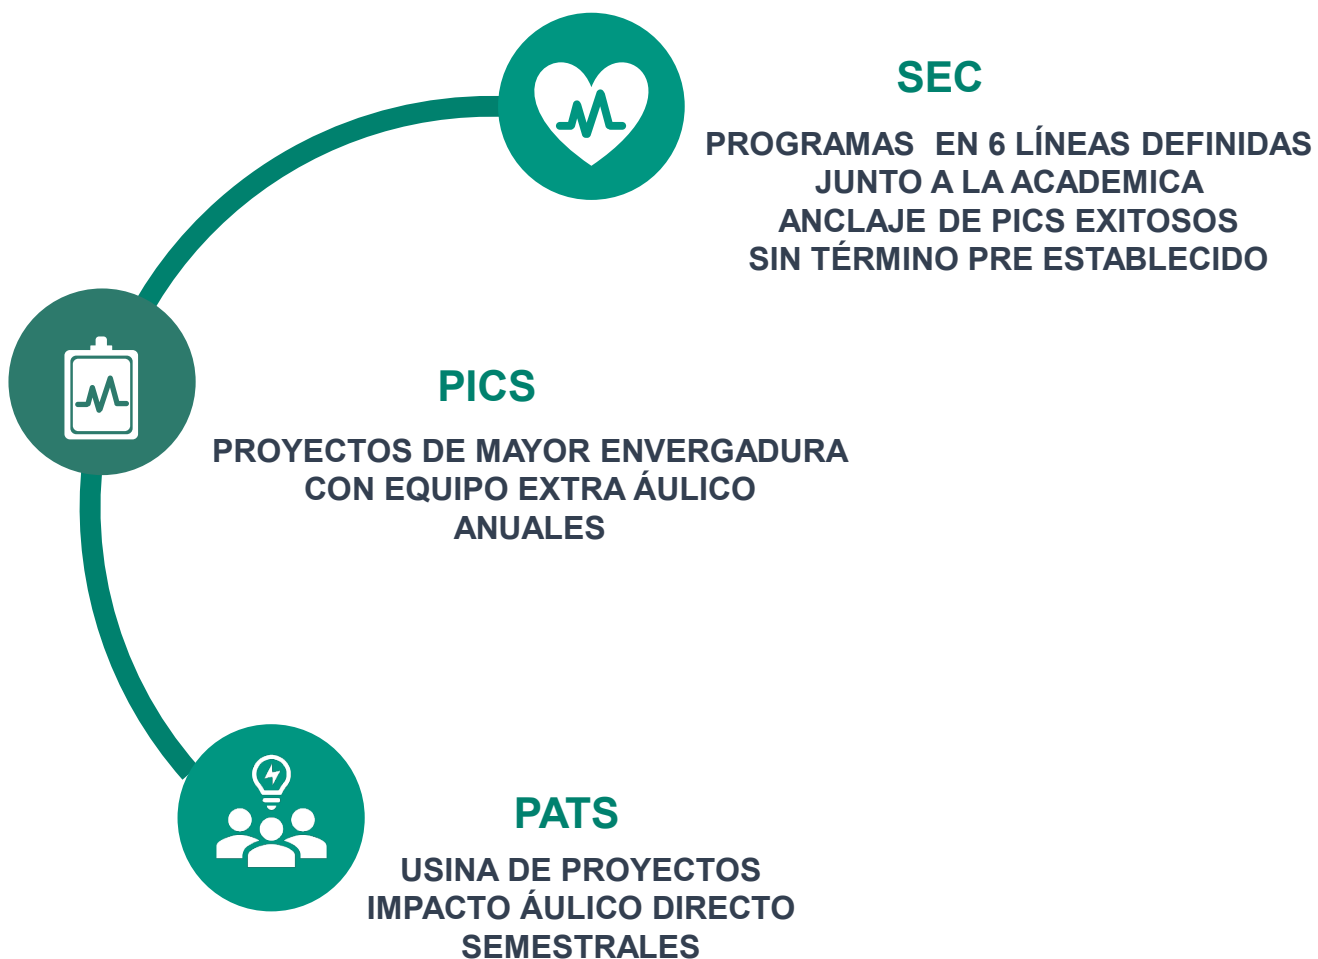 SEC
PROGRAMAS  EN 6 LÍNEAS DEFINIDAS
JUNTO A LA ACADEMICA
ANCLAJE DE PICS EXITOSOS
SIN TÉRMINO PRE ESTABLECIDO
PICS
PROYECTOS DE MAYOR ENVERGADURA
CON EQUIPO EXTRA ÁULICO
ANUALES
PATS
USINA DE PROYECTOS
IMPACTO ÁULICO DIRECTO
SEMESTRALES